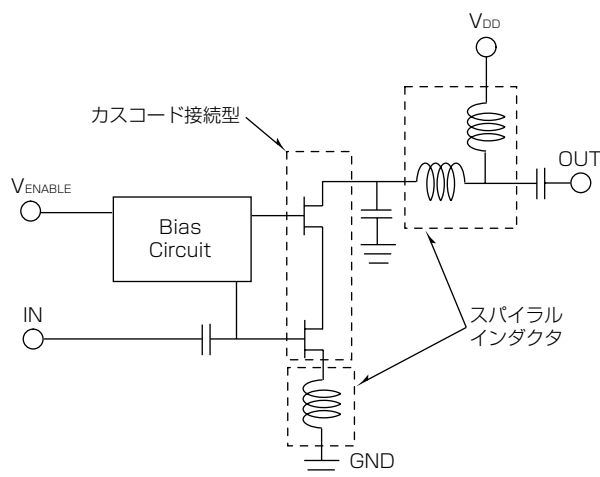 VDD
カスコード接続型
OUT
VENABLE
Bias
Circuit
IN
スパイラル
インダクタ
GND